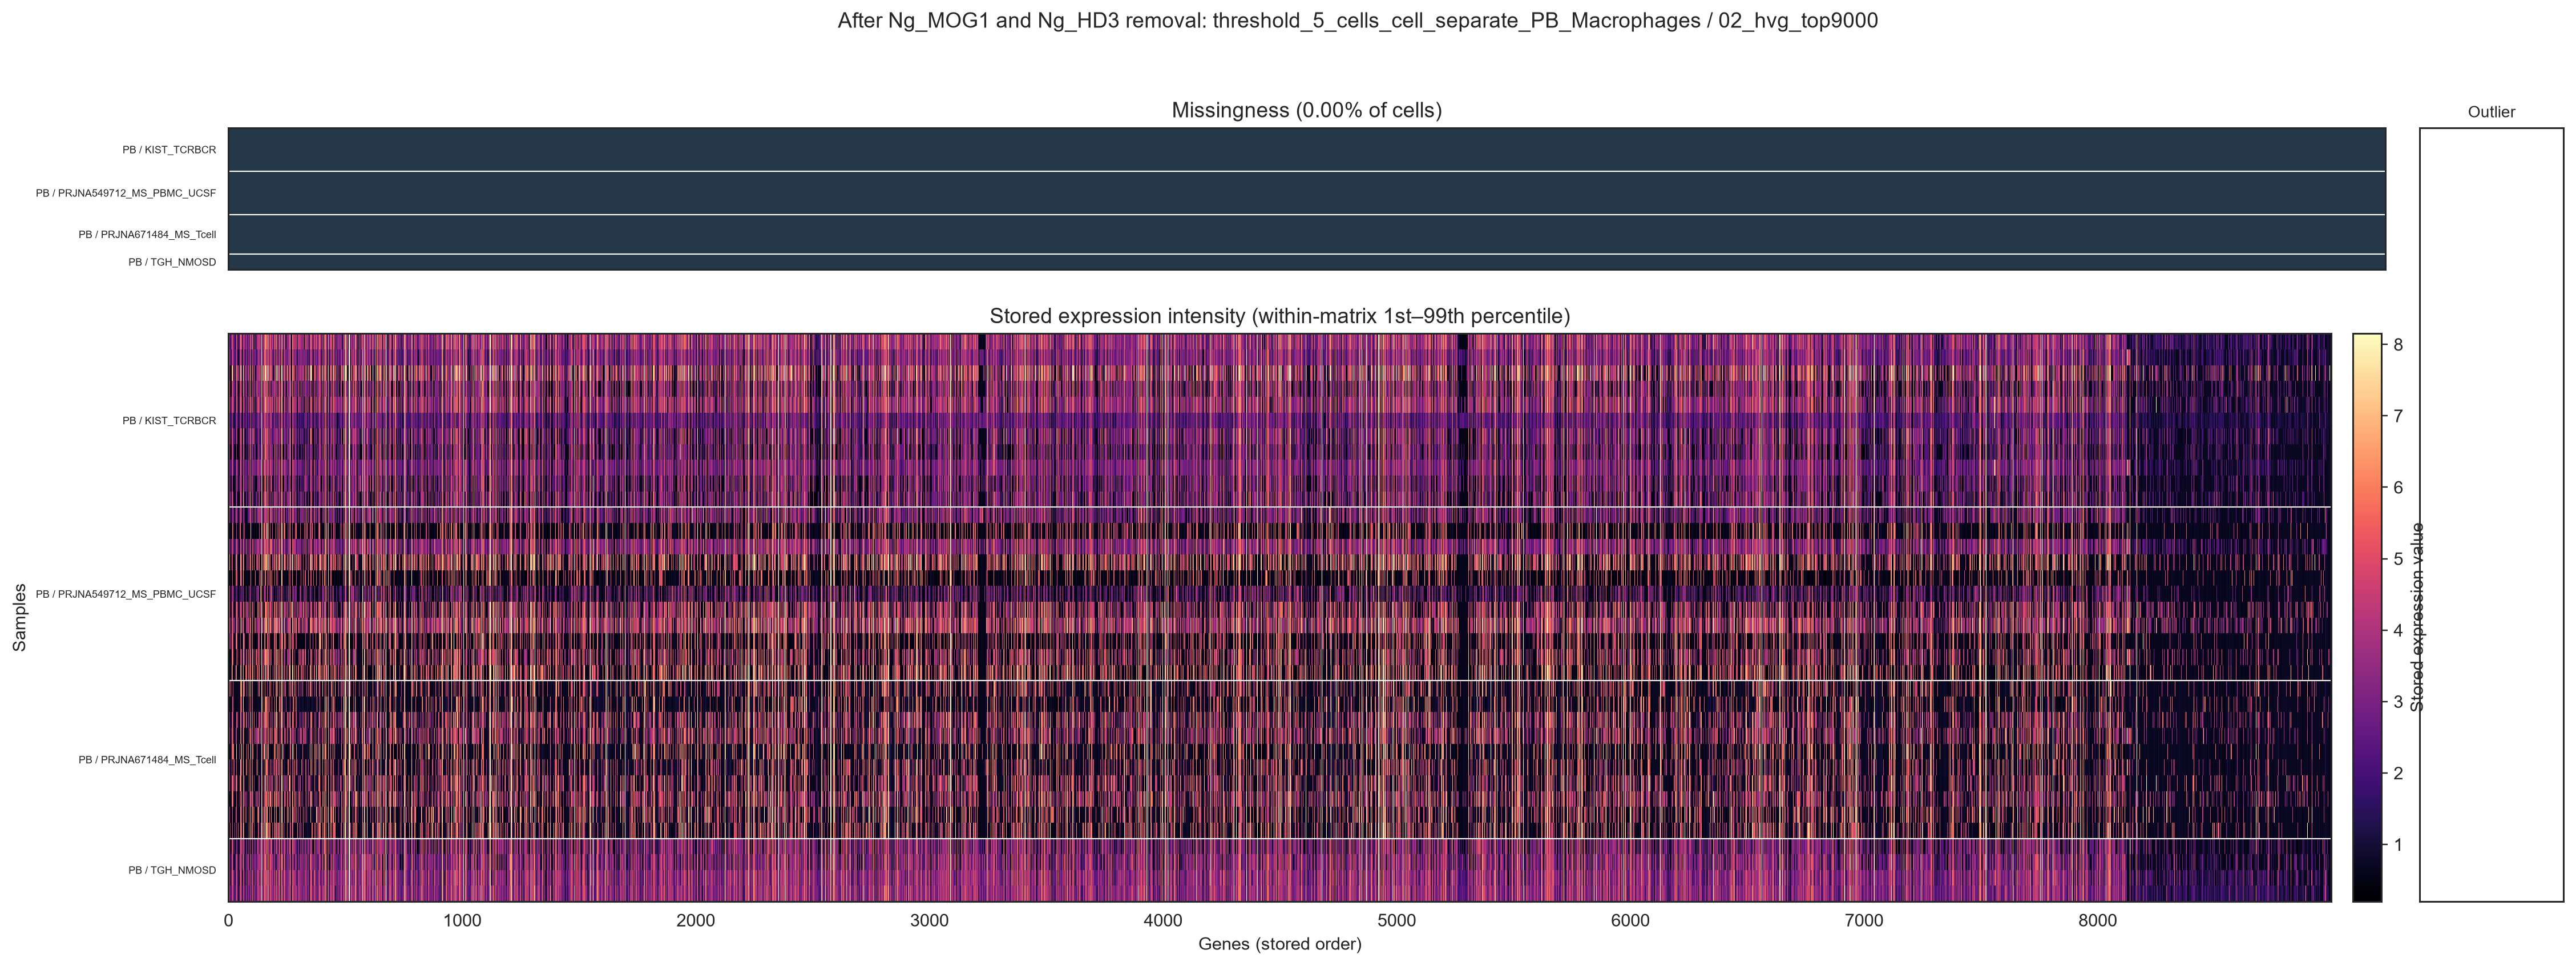 After Ng_MOG1 and Ng_HD3 removal: threshold_5_cells_cell_separate_PB_Macrophages / 02_hvg_top9000
Missingness (0.00% of cells)
Outlier
PB / KIST_TCRBCR
PB / PRJNA549712_MS_PBMC_UCSF
PB / PRJNA671484_MS_Tcell
PB / TGH_NMOSD
Stored expression intensity (within-matrix 1st–99th percentile)
Samples
PB / KIST_TCRBCR
PB / PRJNA549712_MS_PBMC_UCSF
PB / PRJNA671484_MS_Tcell
PB / TGH_NMOSD
8
7
6
5
4
3
2
1
Stored expression value
0 1000 2000 3000 4000 5000 6000 7000 8000
Genes (stored order)